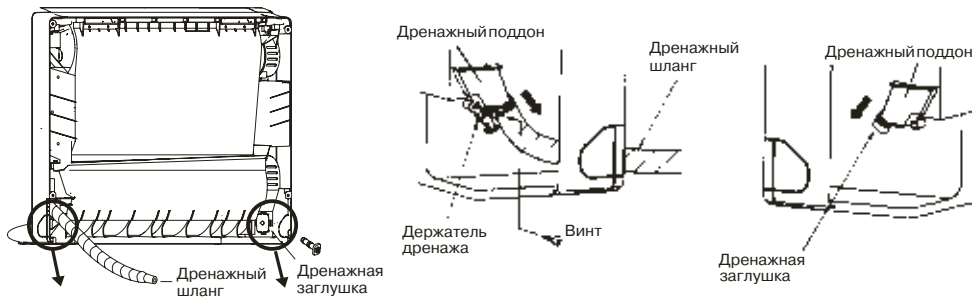 Дренажный
шланг
Дренажная
заглушка
Дренажный поддон
Дренажный
шланг
Держатель
дренажа
Винт
Дренажный поддон
Дренажная
заглушка